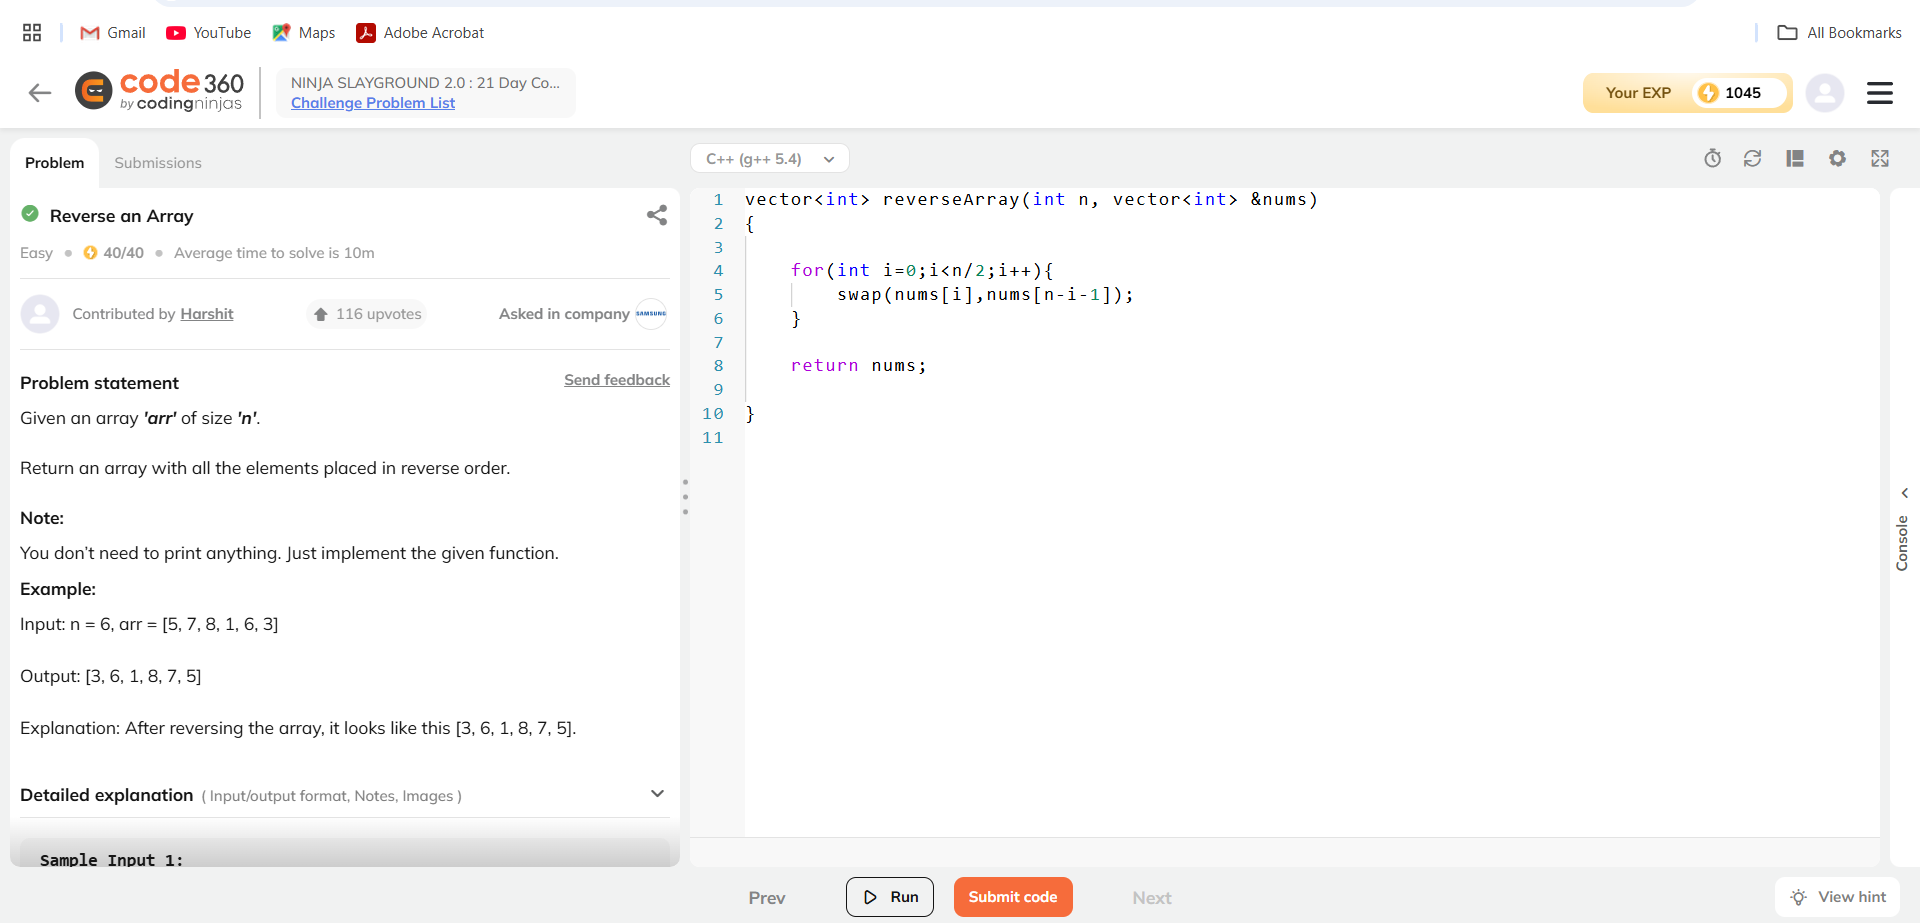 Gmail YouTube Maps Adobe Acrobat All Bookmarks
code 360
by codingninjas
NINJA SLAYGROUND 2.0 : 21 Day Co...
Challenge Problem List
Your EXP 1045
Problem Submissions
C++ (g++ 5.4)
Reverse an Array
Easy 40/40 Average time to solve is 10m
Contributed by Harshit 116 upvotes Asked in company SAMSUNG
Problem statement Send feedback
Given an array 'arr' of size 'n'.
Return an array with all the elements placed in reverse order.
Note:
You don't need to print anything. Just implement the given function.
Example:
Input: n = 6, arr = [5, 7, 8, 1, 6, 3]
Output: [3, 6, 1, 8, 7, 5]
Explanation: After reversing the array, it looks like this [3, 6, 1, 8, 7, 5].
Detailed explanation ( Input/output format, Notes, Images )
Sample Input 1:
1 vector<int> reverseArray(int n, vector<int> &nums)
2 {
3
4 for(int i=0;i<n/2;i++){
5 swap(nums[i],nums[n-i-1]);
6 }
7
8 return nums;
9
10 }
11
Console
Prev Run Submit code Next View hint